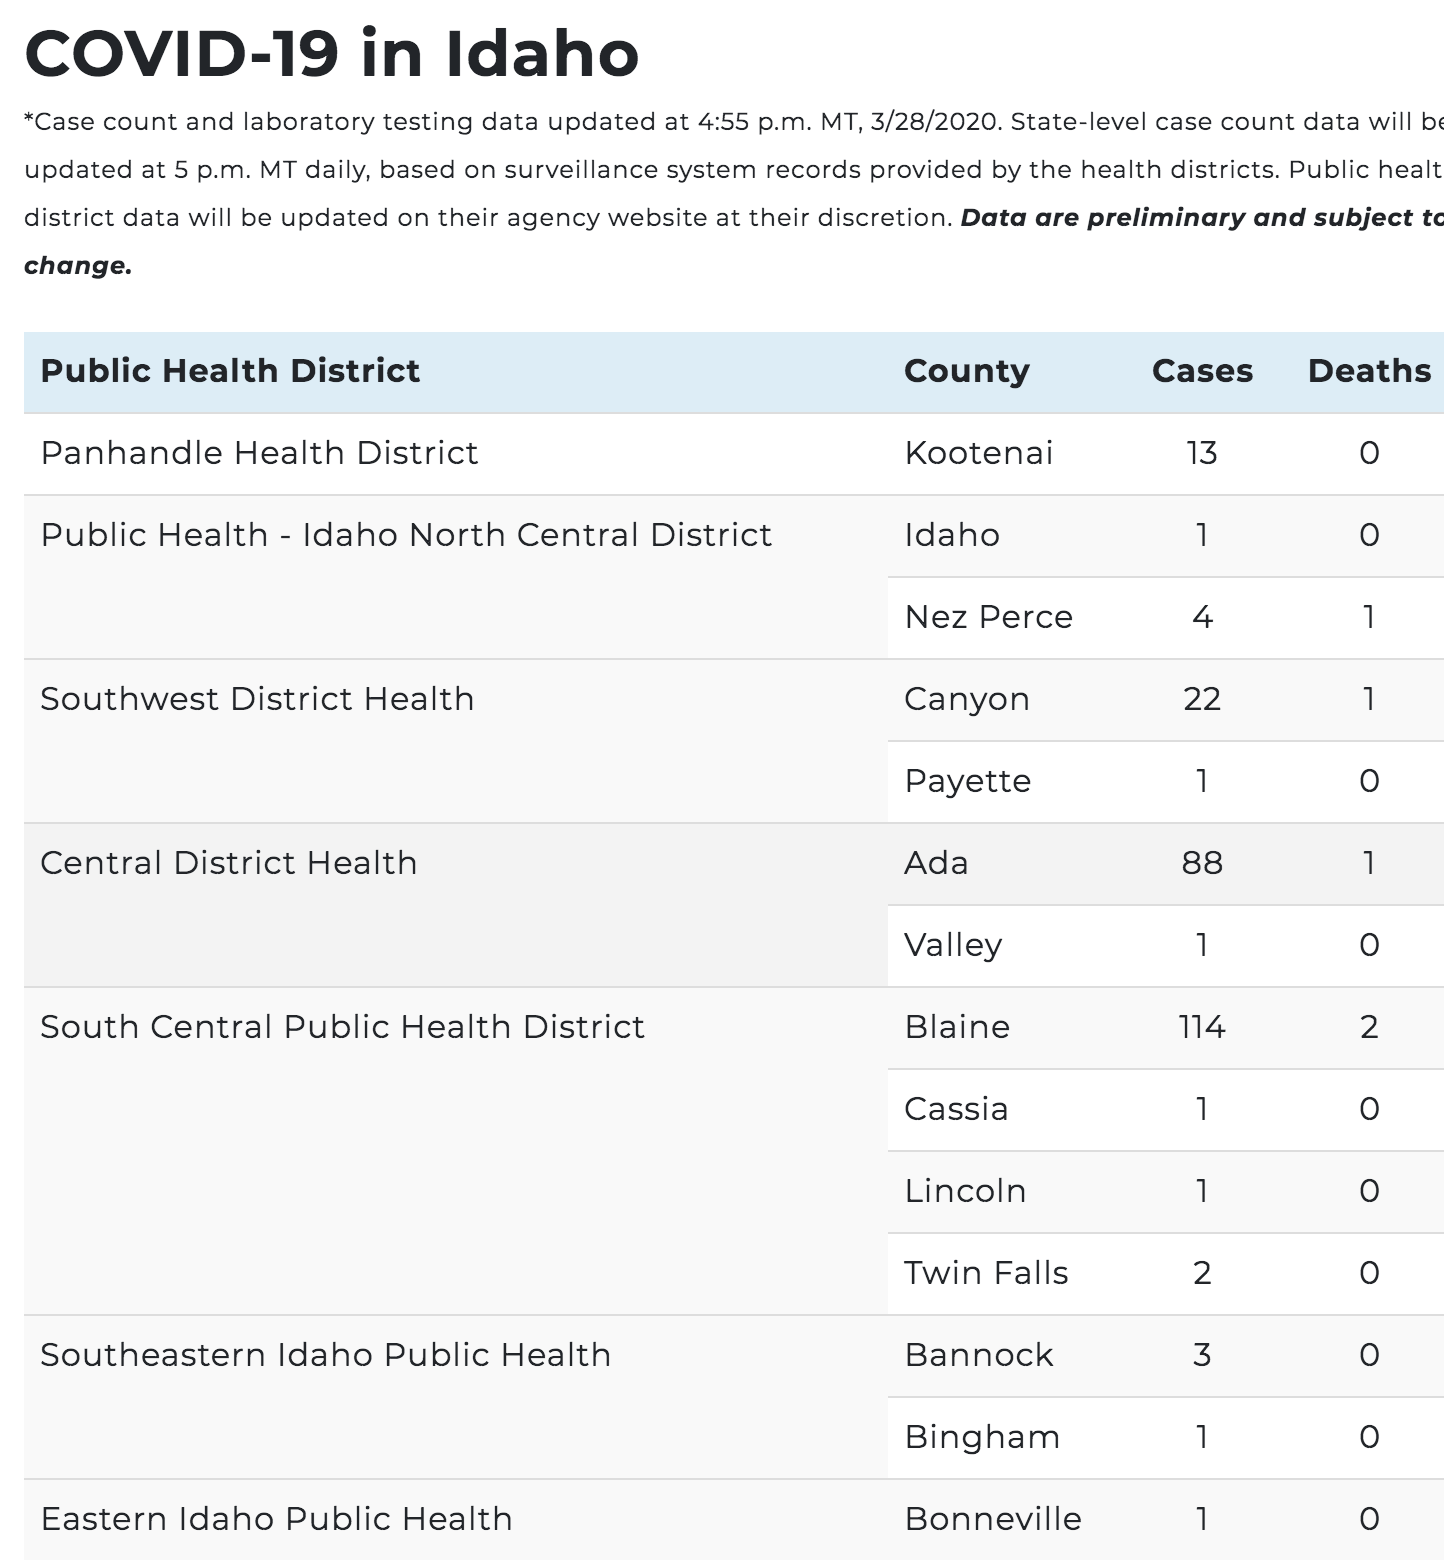 COVID-19 in Idaho
*Case count and laboratory testing data updated at 4:55 p.m. MT, 3/28/2020. State-level case count data will be
updated at 5 p.m. MT daily, based on surveillance system records provided by the health districts. Public healt
district data will be updated on their agency website at their discretion. Data are preliminary and subject to
change.
Public Health District County Cases Deaths
Panhandle Health District Kootenai 13 0
Public Health - Idaho North Central District Idaho 1 0
Nez Perce 4 1
Southwest District Health Canyon 22 1
Payette 1 0
Central District Health Ada 88 1
Valley 1 0
South Central Public Health District Blaine 114 2
Cassia 1 0
Lincoln 1 0
Twin Falls 2 0
Southeastern Idaho Public Health Bannock 3 0
Bingham 1 0
Eastern Idaho Public Health Bonneville 1 0